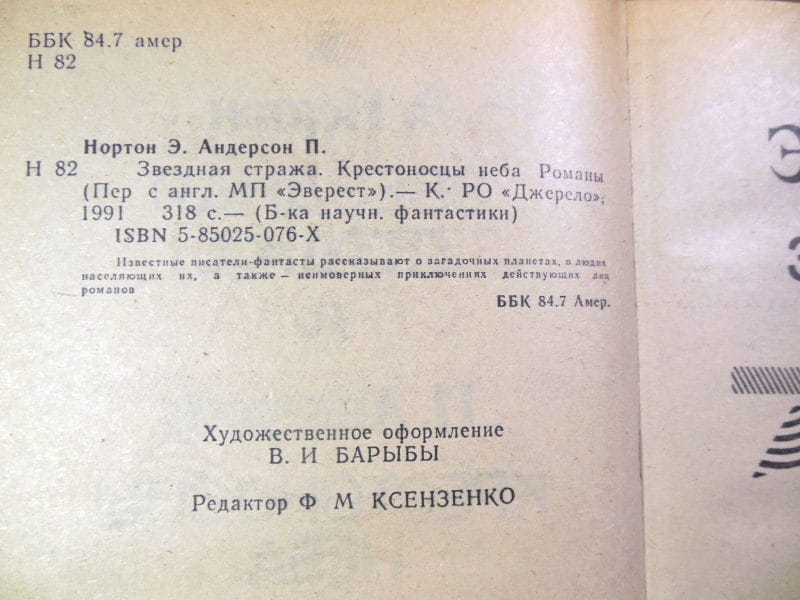 ББК 84.7 амер
Н 82
Нортон Э. Андерсон П.
Н 82 Звездная стража. Крестоносцы неба Романы
(Пер с англ. МП «Эверест»).— К.· РО «Джерело»,
1991 318 с.— (Б-ка научн. фантастики)
ISBN 5-85025-076-X
Известные писатели-фантасты рассказывают о загадочных планетах, о людях
населяющих их, а также — неимоверных приключениях действующих лиц
романов
ББК 84.7 Амер.
Художественное оформление
В. И БАРЫБЫ
Редактор Ф М КСЕНЗЕНКО